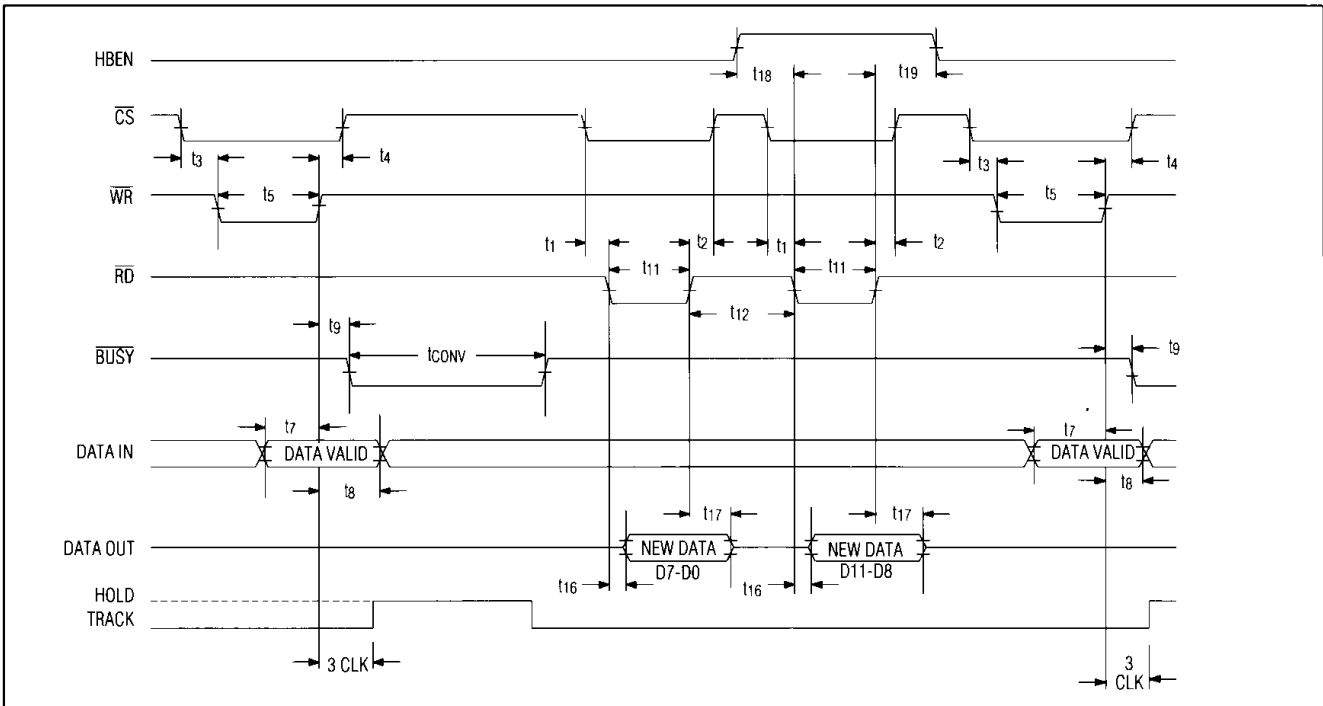 HBEN
t18 t19
CS
t3 t4 t3 t4
WR
t5 t5
t1 t2 t1 t2
RD
t11 t11
t12
BUSY
t9 tCONV t9
DATA IN
t7 DATA VALID t7 DATA VALID
t8 t8
t17 t17
DATA OUT
NEW DATA NEW DATA
D7-D0 D11-D8
t16 t16
HOLD
TRACK
3 CLK 3
CLK